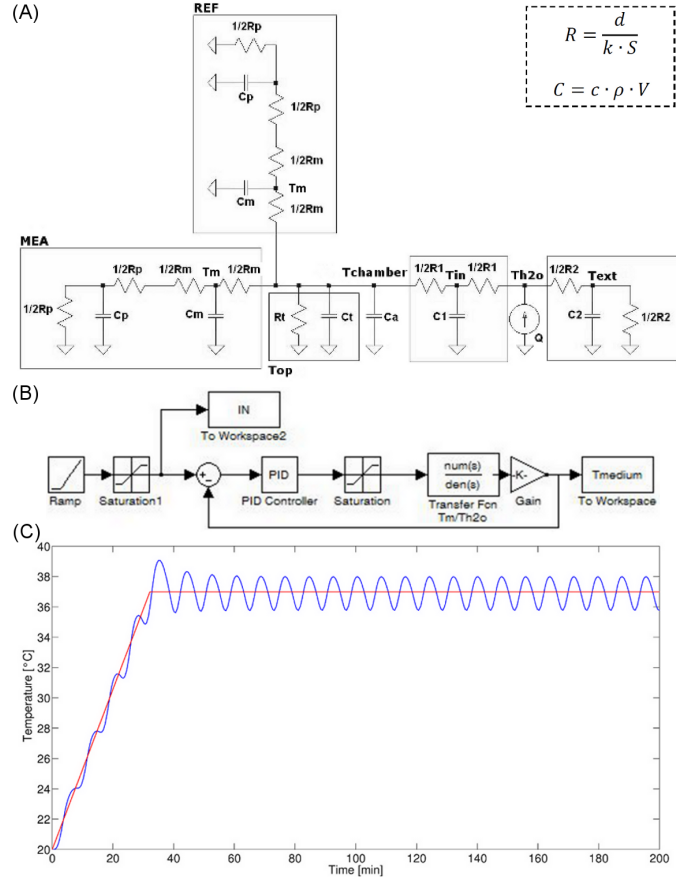 (A)
REF
R = d / k · S
C = c · ρ · V
1/2Rp
Cp
1/2Rp
1/2Rm
Tm
Cm
1/2Rm
MEA
1/2Rp
1/2Rm
Tm
1/2Rm
1/2Rp
Cp
Cm
Rt
Ct
Top
Tchamber
Ca
1/2R1
Tin
1/2R1
C1
Th2o
Q
1/2R2
Text
C2
1/2R2
(B)
IN
To Workspace2
Ramp
Saturation1
+
−
PID
PID Controller
Saturation
num(s)
den(s)
Transfer Fcn
Tm/Th2o
-K-
Gain
Tmedium
To Workspace
(C)
Temperature [°C]
40
38
36
34
32
30
28
26
24
22
20
0 20 40 60 80 100 120 140 160 180 200
Time [min]